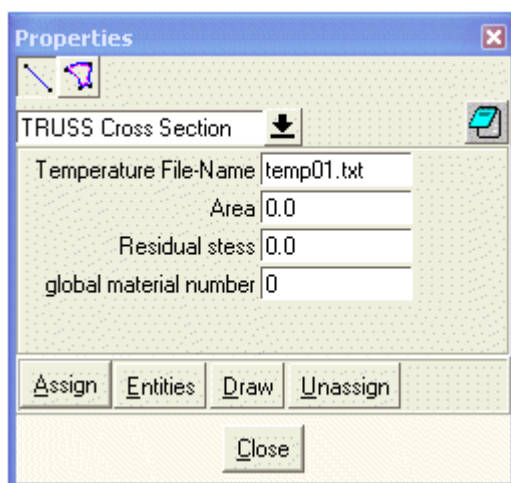 Properties
TRUSS Cross Section
Temperature File-Name temp01.txt
Area 0.0
Residual stess 0.0
global material number 0
Assign Entities Draw Unassign
Close